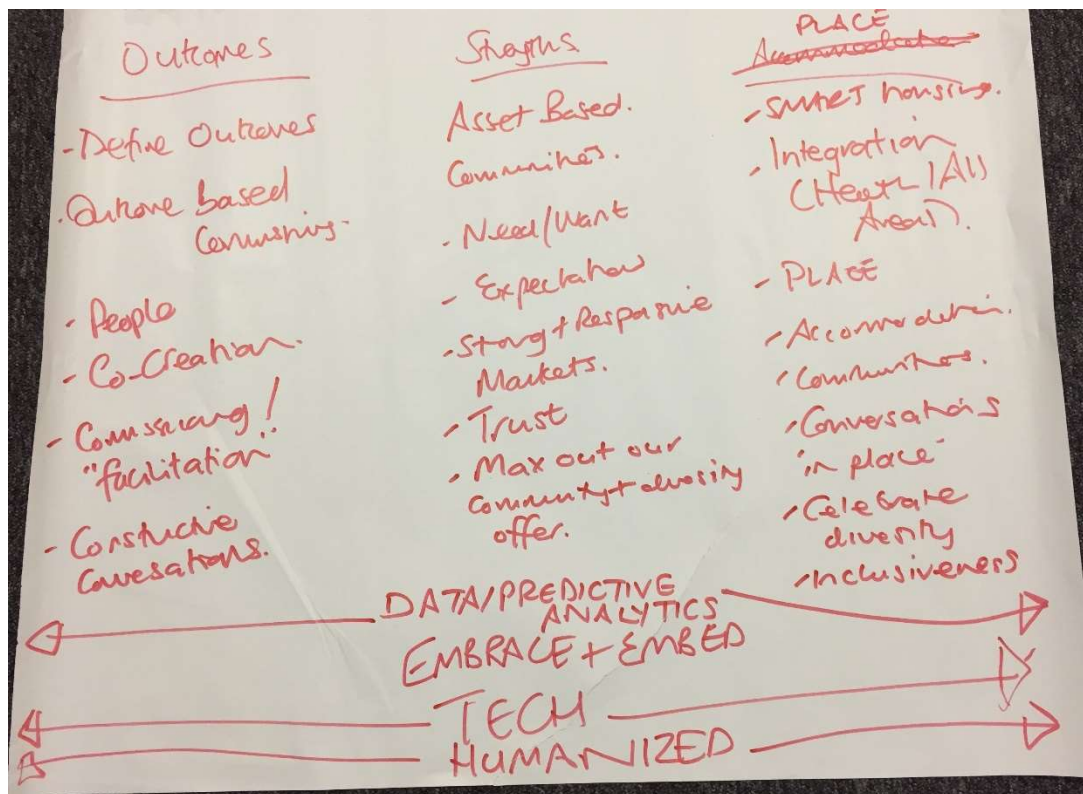 Outcomes
- Define Outcomes
- Outcome based
Commissioning.
- People
- Co-Creation.
- Commissioning /
"facilitation"
- Constructive
Conversations.
Strengths
Asset Based.
Communities.
- Need/Want
- Expectations
- Strong + Responsive
Markets.
- Trust
- Max out our
community + diversity
offer.
PLACE
Accommodation
- SMART housing.
- Integration
(Health / All
Areas).
- PLACE
- Accommodation.
- Communities.
- Conversations
"in place"
- Celebrate
diversity
- Inclusiveness
DATA/PREDICTIVE
ANALYTICS
EMBRACE + EMBED
TECH
HUMANIZED